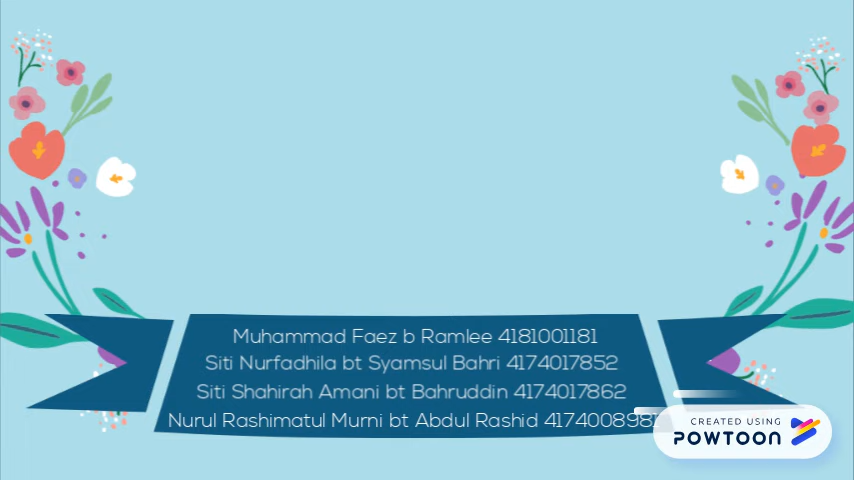 Muhammad Faez b Ramlee 4181001181
Siti Nurfadhila bt Syamsul Bahri 4174017852
Siti Shahirah Amani bt Bahruddin 4174017862
Nurul Rashimatul Murni bt Abdul Rashid
CREATED USING
POWTOON